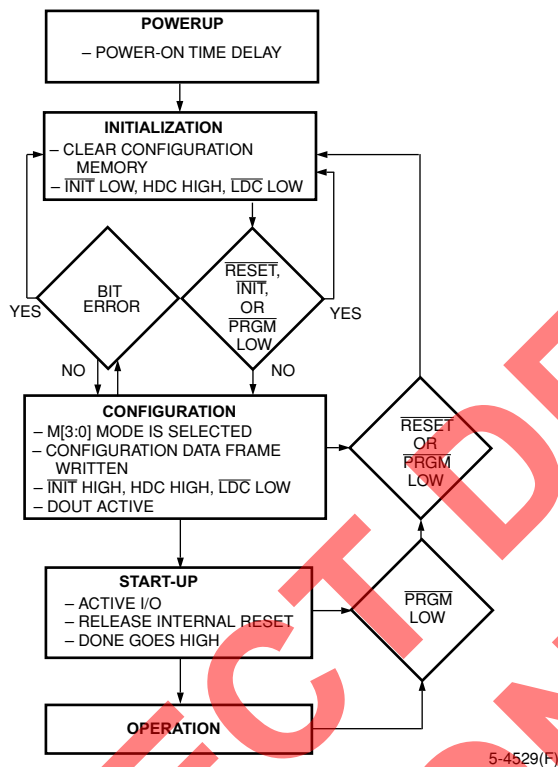 POWERUP
– POWER-ON TIME DELAY
INITIALIZATION
– CLEAR CONFIGURATION
MEMORY
– INIT LOW, HDC HIGH, LDC LOW
BIT
ERROR
YES
NO
RESET,
INIT,
OR
PRGM
LOW
YES
NO
CONFIGURATION
– M[3:0] MODE IS SELECTED
– CONFIGURATION DATA FRAME
WRITTEN
– INIT HIGH, HDC HIGH, LDC LOW
– DOUT ACTIVE
RESET
OR
PRGM
LOW
START-UP
– ACTIVE I/O
– RELEASE INTERNAL RESET
– DONE GOES HIGH
PRGM
LOW
OPERATION
5-4529(F)